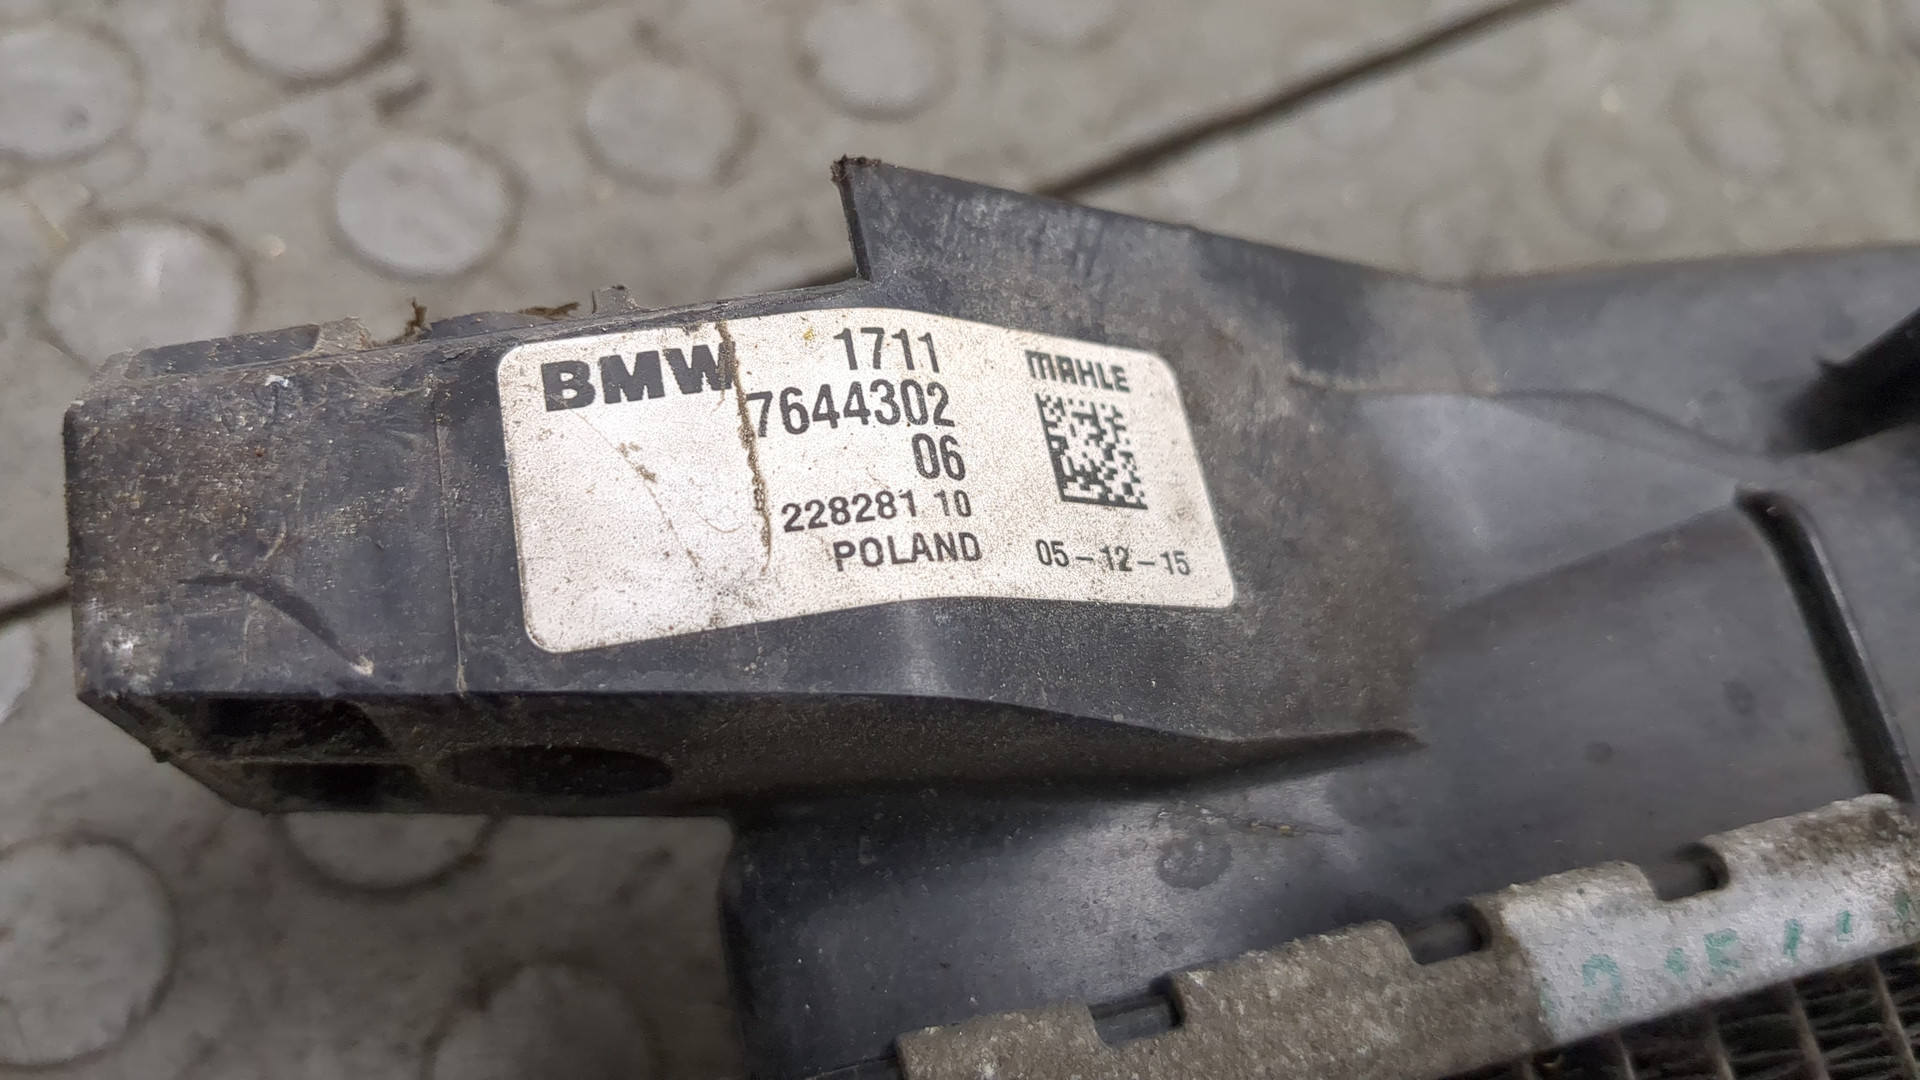 BMW 1711
7644302
06
228281 10
POLAND
MAHLE
05-12-15